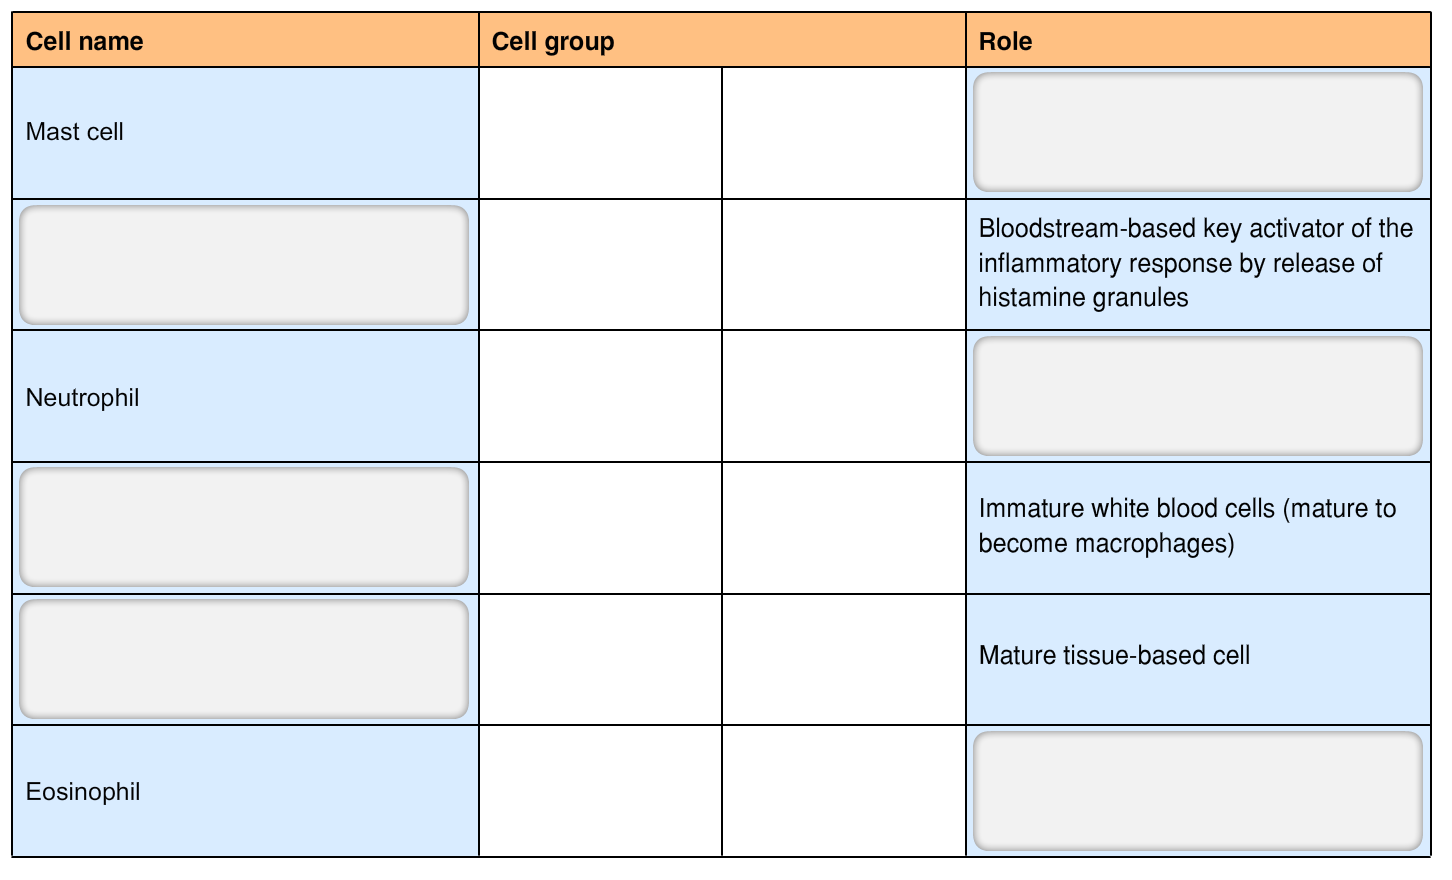 Cell name
Cell group
Role
Mast cell
Bloodstream-based key activator of the
inflammatory response by release of
histamine granules
Neutrophil
Immature white blood cells (mature to
become macrophages)
Mature tissue-based cell
Eosinophil